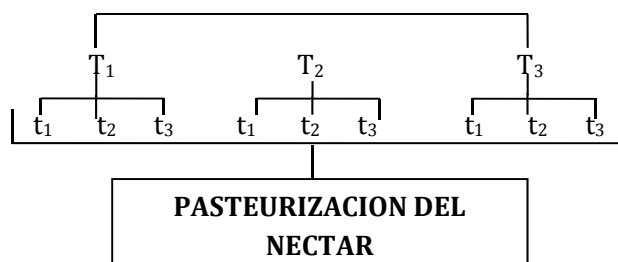 T₁ T₂ T₃
t₁ t₂ t₃ t₁ t₂ t₃ t₁ t₂ t₃
PASTEURIZACION DEL
NECTAR